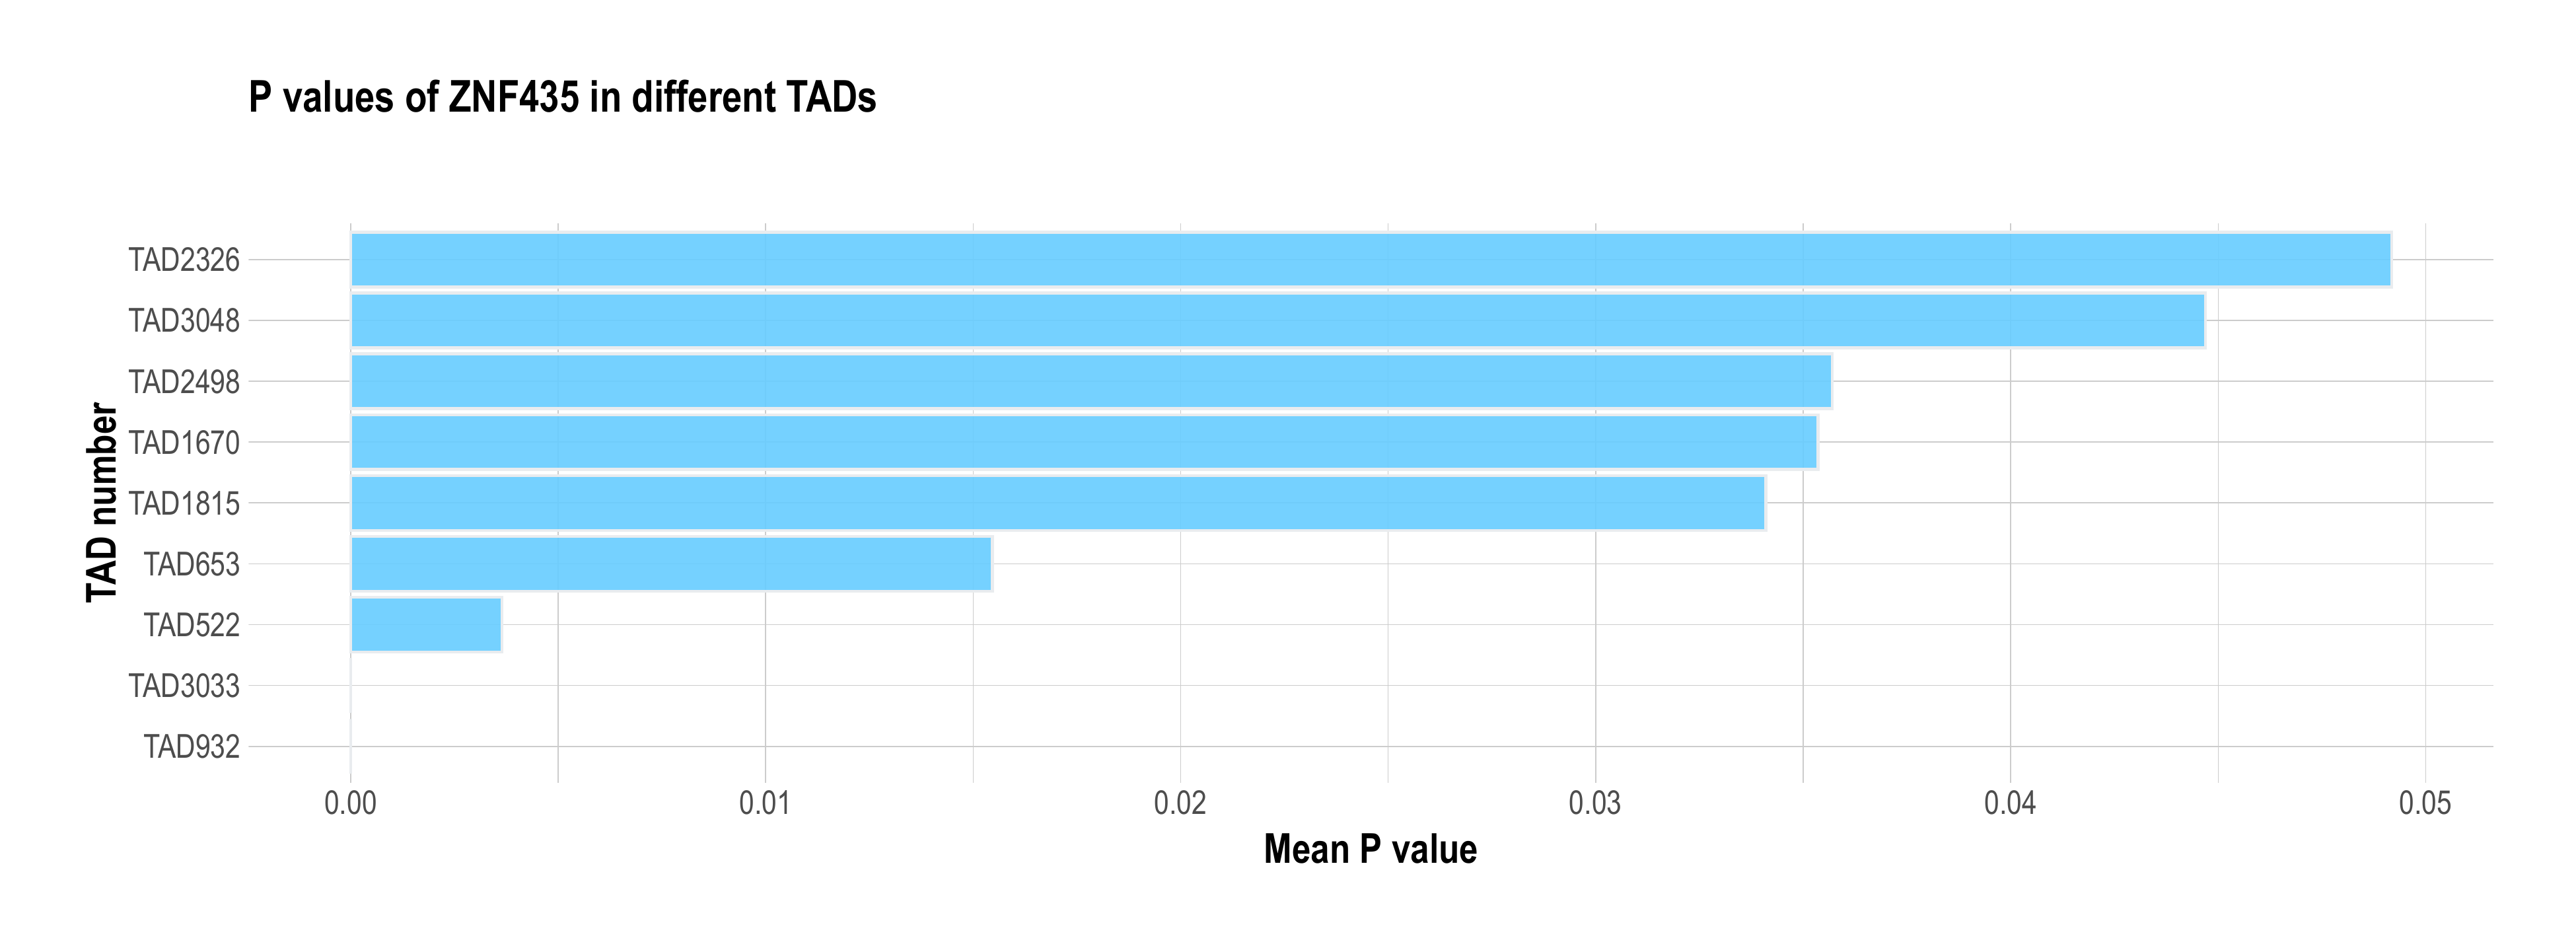 P values of ZNF435 in different TADs
TAD number
TAD2326
TAD3048
TAD2498
TAD1670
TAD1815
TAD653
TAD522
TAD3033
TAD932
0.00 0.01 0.02 0.03 0.04 0.05
Mean P value